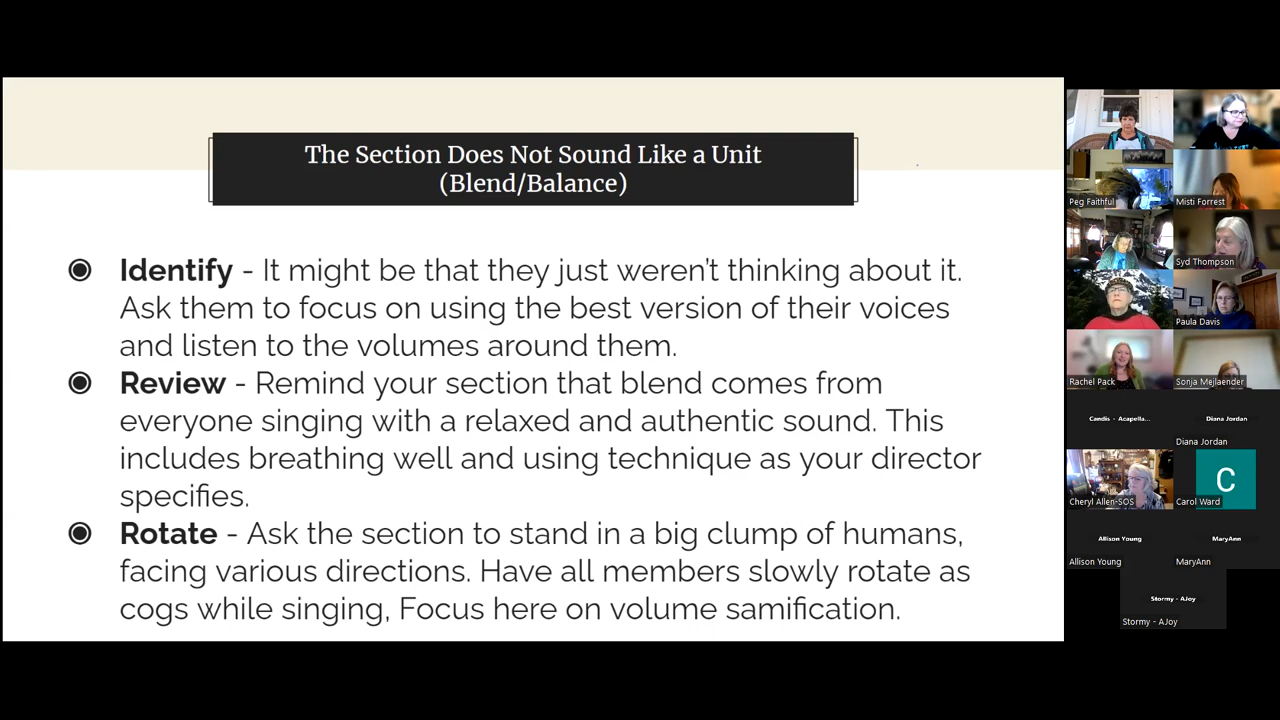 The Section Does Not Sound Like a Unit
(Blend/Balance)
Identify - It might be that they just weren't thinking about it.
Ask them to focus on using the best version of their voices
and listen to the volumes around them.
Review - Remind your section that blend comes from
everyone singing with a relaxed and authentic sound. This
includes breathing well and using technique as your director
specifies.
Rotate - Ask the section to stand in a big clump of humans,
facing various directions. Have all members slowly rotate as
cogs while singing, Focus here on volume samification.
Peg Faithful
Misti Forrest
Syd Thompson
Paula Davis
Rachel Pack
Sonja Mejlaender
Candis - Acapella...
Diana Jordan
Diana Jordan
Cheryl Allen-SOS
C
Carol Ward
Allison Young
MaryAnn
Allison Young
MaryAnn
Stormy - AJoy
Stormy - AJoy